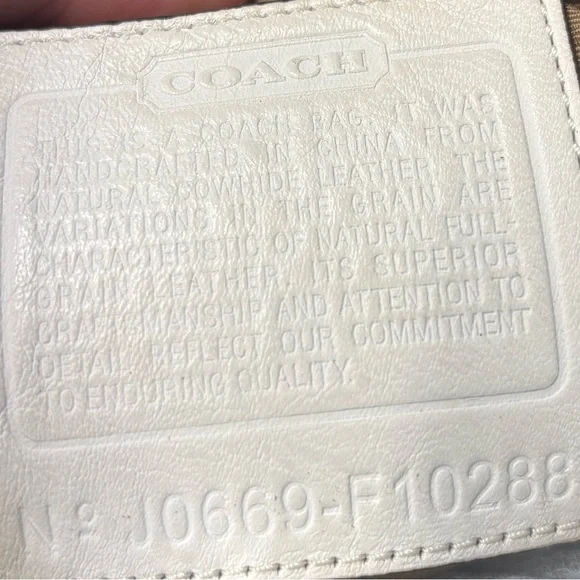 COACH
THIS IS A COACH BAG. IT WAS
HANDCRAFTED IN CHINA FROM
NATURAL COWHIDE LEATHER. THE
VARIATIONS IN THE GRAIN ARE
CHARACTERISTIC OF NATURAL FULL-
GRAIN LEATHER. ITS SUPERIOR
CRAFTSMANSHIP AND ATTENTION TO
DETAIL REFLECT OUR COMMITMENT
TO ENDURING QUALITY.
Nº J0669-F10288